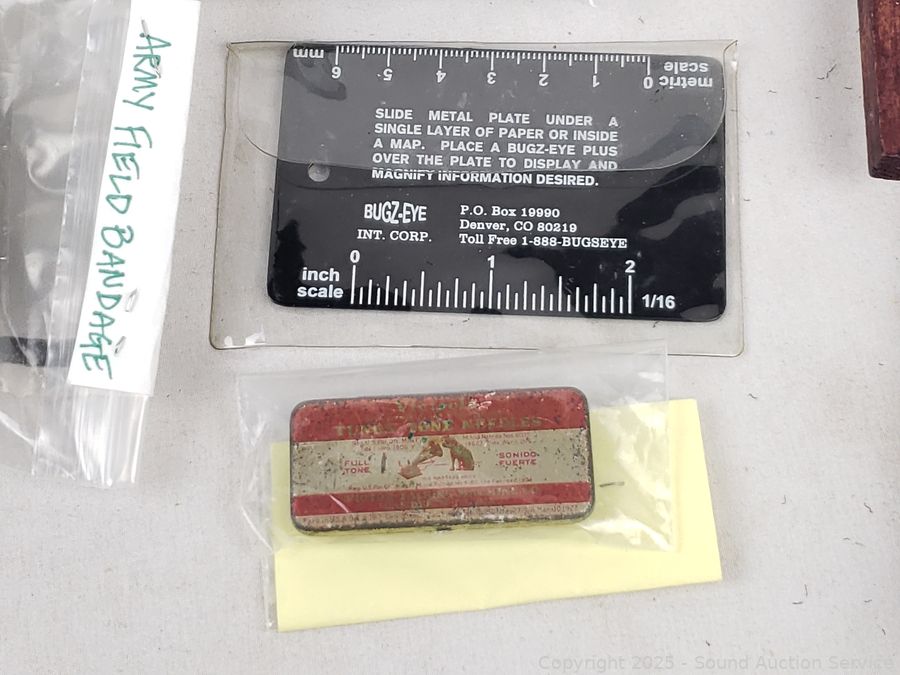 ARMY FIELD BANDAGE
mm 6 5 4 3 2 1 0 metric scale
SLIDE METAL PLATE UNDER A
SINGLE LAYER OF PAPER OR INSIDE
A MAP. PLACE A BUGZ-EYE PLUS
OVER THE PLATE TO DISPLAY AND
MAGNIFY INFORMATION DESIRED.
BUGZ-EYE
INT. CORP.
P.O. Box 19990
Denver, CO 80219
Toll Free 1-888-BUGSEYE
inch scale 0 1 2 1/16
TUNGS-TONE NEEDLES
FULL TONE
SONIDO FUERTE
Copyright 2025 - Sound Auction Service